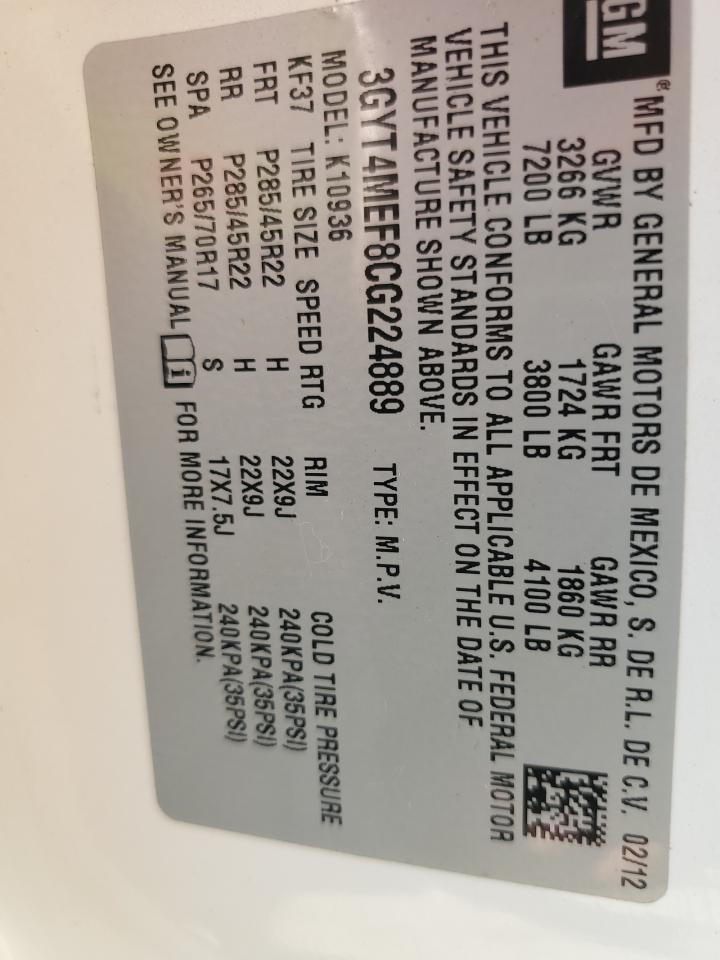 GM
® MFD BY GENERAL MOTORS DE MEXICO, S. DE R.L. DE C.V. 02/12
GVWR GAWR FRT GAWR RR
3266 KG 1724 KG 1860 KG
7200 LB 3800 LB 4100 LB
THIS VEHICLE CONFORMS TO ALL APPLICABLE U.S. FEDERAL MOTOR
VEHICLE SAFETY STANDARDS IN EFFECT ON THE DATE OF
MANUFACTURE SHOWN ABOVE.
3GYT4MEF8CG224889 TYPE: M.P.V.
MODEL: K10936
KF37 TIRE SIZE SPEED RTG RIM COLD TIRE PRESSURE
FRT P285/45R22 H 22X9J 240KPA(35PSI)
RR P285/45R22 H 22X9J 240KPA(35PSI)
SPA P265/70R17 S 17X7.5J 240KPA(35PSI)
SEE OWNER'S MANUAL i FOR MORE INFORMATION.